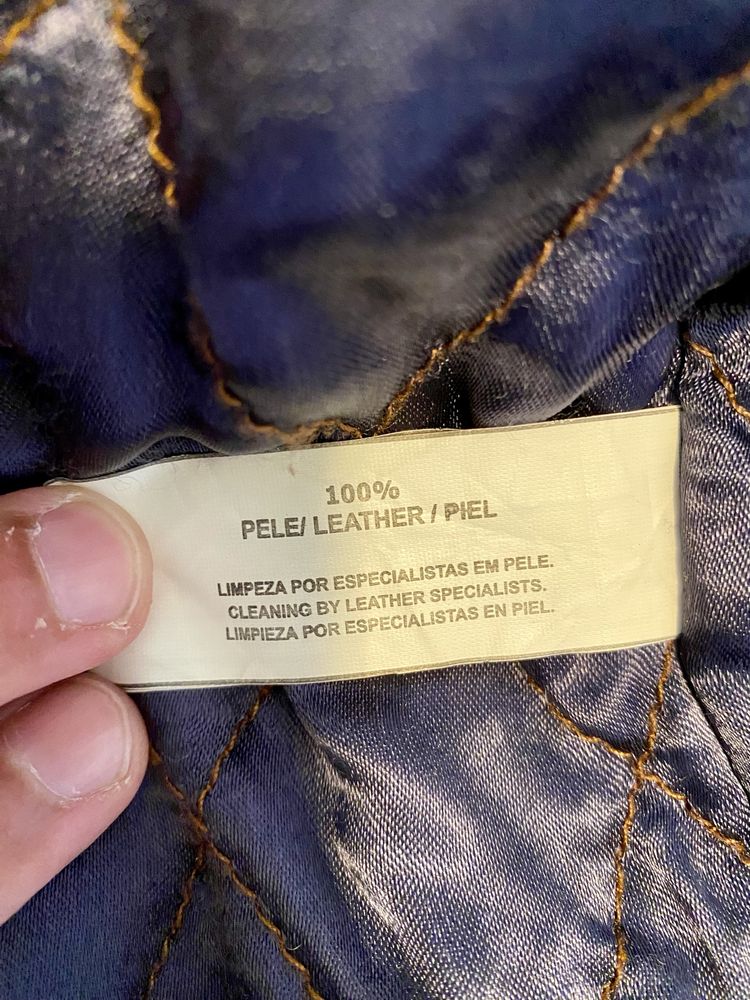 100%
PELE/ LEATHER / PIEL
LIMPEZA POR ESPECIALISTAS EM PELE.
CLEANING BY LEATHER SPECIALISTS.
LIMPIEZA POR ESPECIALISTAS EN PIEL.